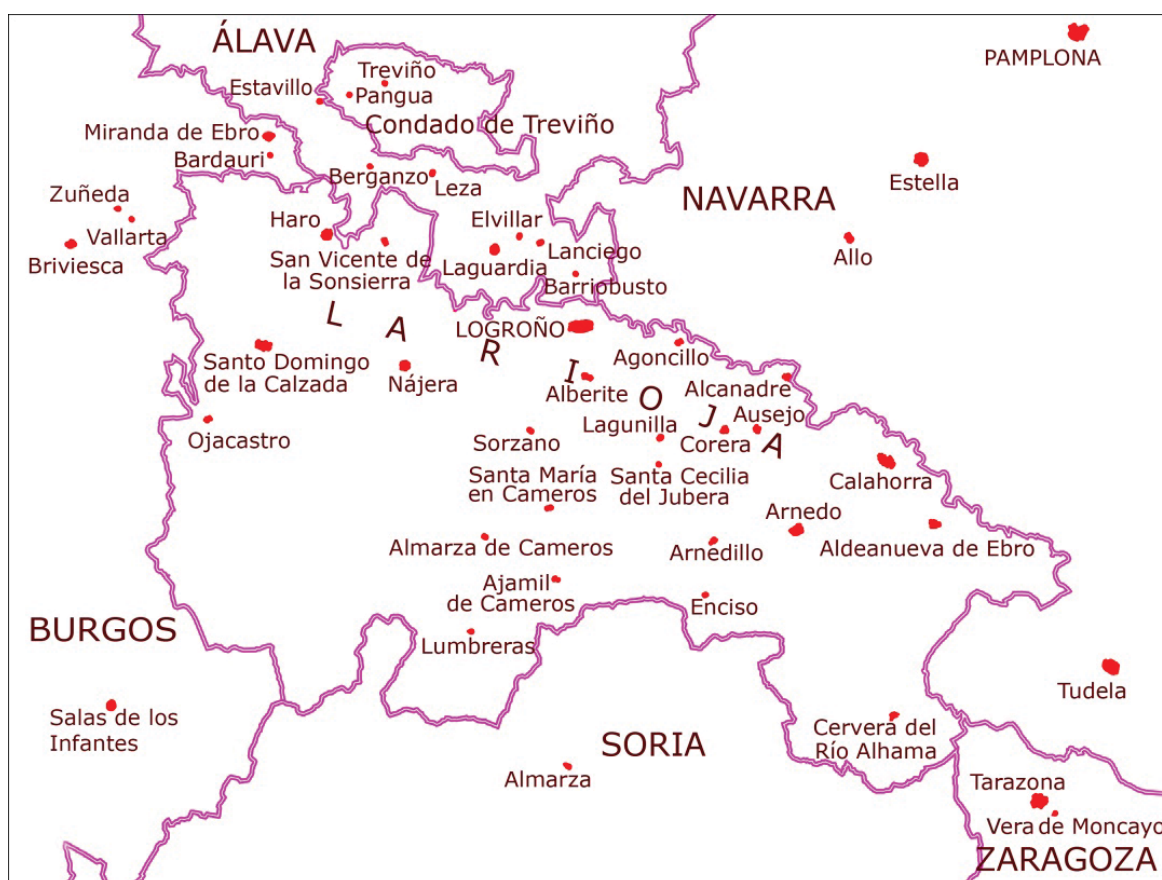 ÁLAVA
PAMPLONA
Treviño
Estavillo
Pangua
Condado de Treviño
Miranda de Ebro
Bardauri
Berganzo
Leza
Estella
NAVARRA
Zuñeda
Vallarta
Briviesca
Haro
San Vicente de
la Sonsierra
Elvillar
Laguardia
Lanciego
Barriobusto
Allo
LA RIOJA
LOGROÑO
Agoncillo
Santo Domingo
de la Calzada
Nájera
Alberite
Alcanadre
Ausejo
Lagunilla
Corera
Ojacastro
Sorzano
Santa María
en Cameros
Santa Cecilia
del Jubera
Calahorra
Arnedo
Almarza de Cameros
Arnedillo
Aldeanueva de Ebro
Ajamil
de Cameros
Enciso
BURGOS
Lumbreras
Salas de los
Infantes
SORIA
Almarza
Cervera del
Río Alhama
Tudela
Tarazona
Vera de Moncayo
ZARAGOZA